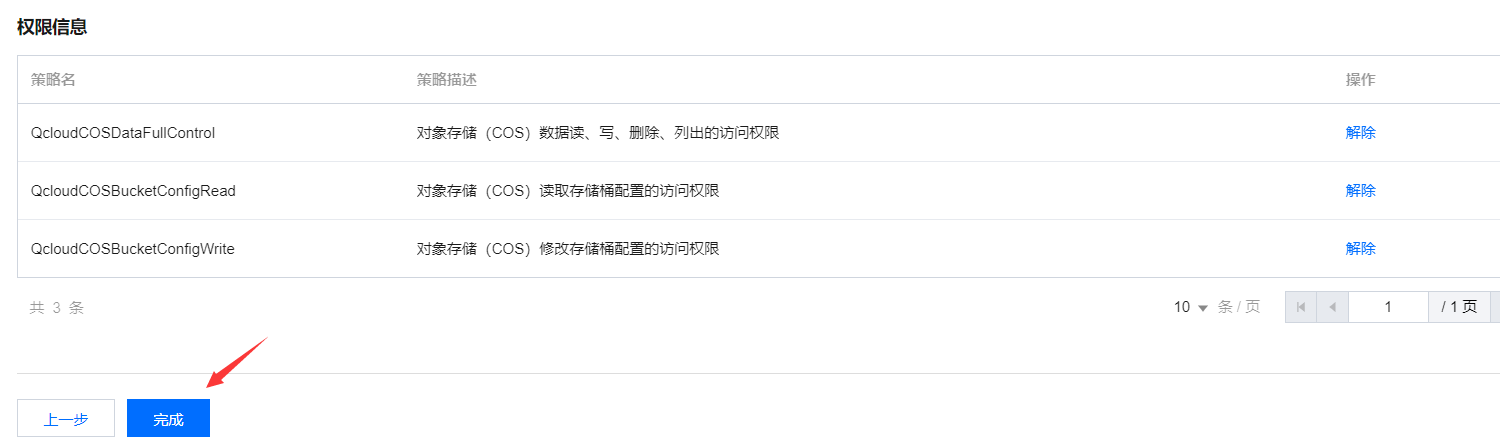 权限信息
策略名 策略描述 操作
QcloudCOSDataFullControl 对象存储（COS）数据读、写、删除、列出的访问权限 解除
QcloudCOSBucketConfigRead 对象存储（COS）读取存储桶配置的访问权限 解除
QcloudCOSBucketConfigWrite 对象存储（COS）修改存储桶配置的访问权限 解除
共 3 条 10 条 / 页 1 / 1 页
上一步 完成